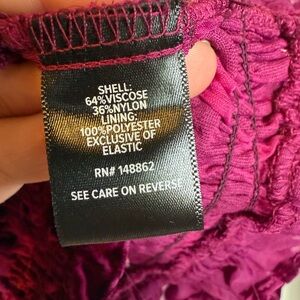 SHELL:
64%VISCOSE
36%NYLON
LINING:
100%POLYESTER
EXCLUSIVE OF
ELASTIC
RN# 148862
SEE CARE ON REVERSE